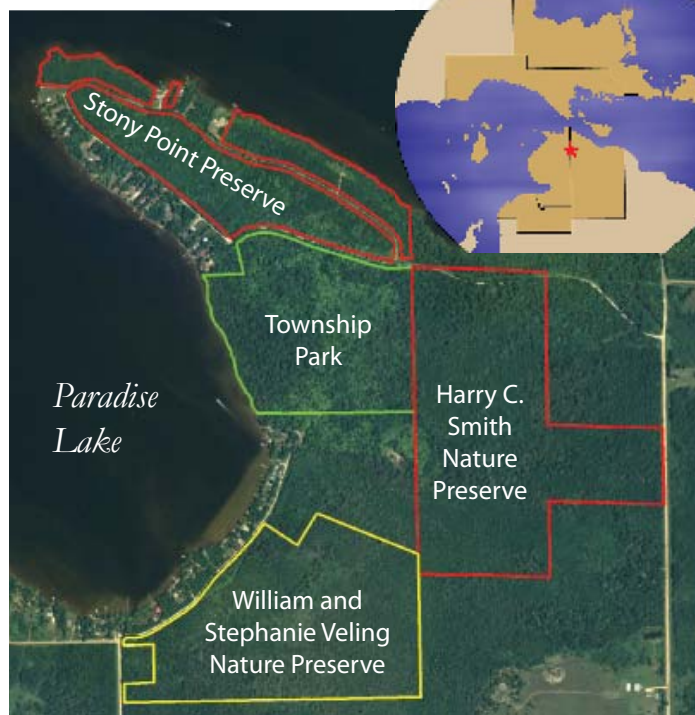 Stony Point Preserve
Township
Park
Paradise
Lake
Harry C.
Smith
Nature
Preserve
William and
Stephanie Veling
Nature Preserve